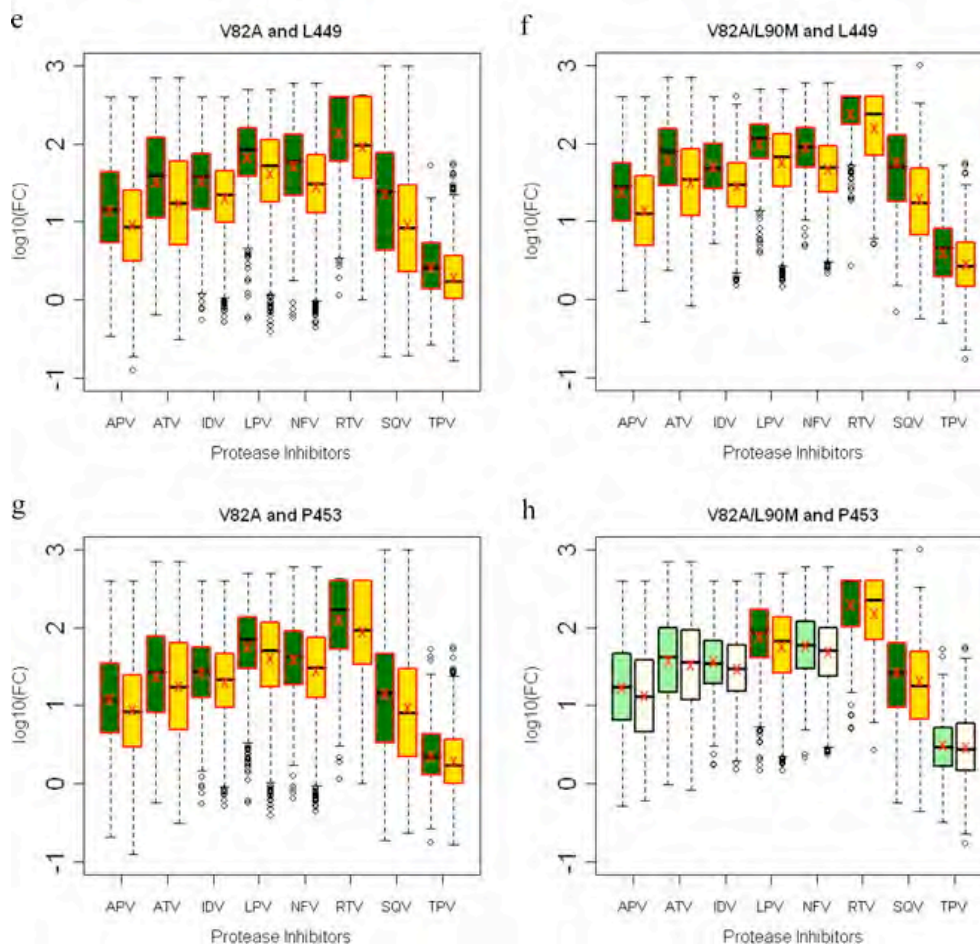 e
V82A and L449
3
2
1
0
-1
log10(FC)
APV ATV IDV LPV NFV RTV SQV TPV
Protease Inhibitors
f
V82A/L90M and L449
3
2
1
0
-1
log10(FC)
APV ATV IDV LPV NFV RTV SQV TPV
Protease Inhibitors
g
V82A and P453
3
2
1
0
-1
log10(FC)
APV ATV IDV LPV NFV RTV SQV TPV
Protease Inhibitors
h
V82A/L90M and P453
3
2
1
0
-1
log10(FC)
APV ATV IDV LPV NFV RTV SQV TPV
Protease Inhibitors